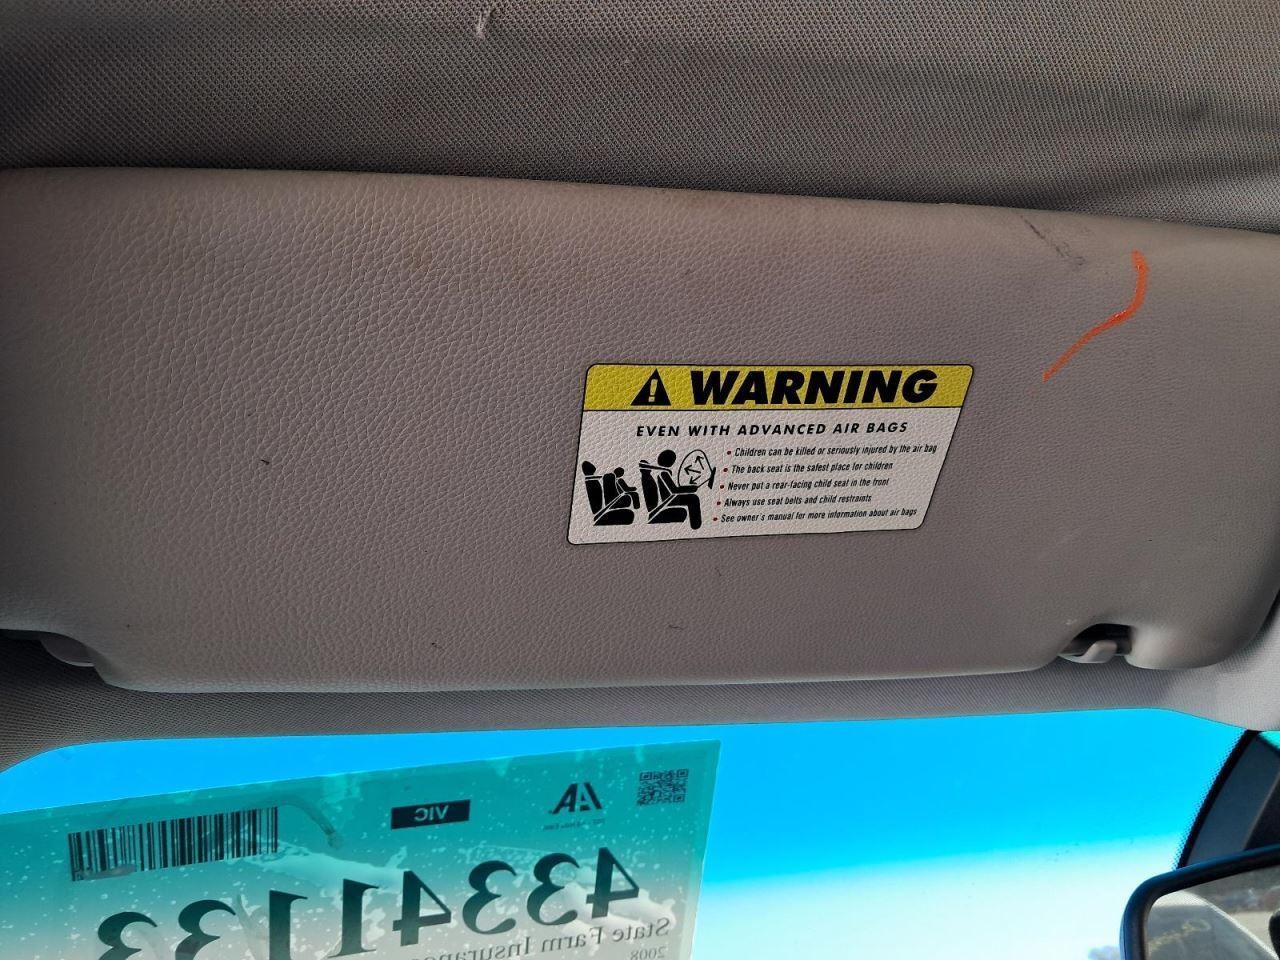 WARNING
EVEN WITH ADVANCED AIR BAGS
• Children can be killed or seriously injured by the air bag
• The back seat is the safest place for children
• Never put a rear-facing child seat in the front
• Always use seat belts and child restraints
• See owner's manual for more information about air bags
AA
VIC
4334133
State Farm Insurance
2008